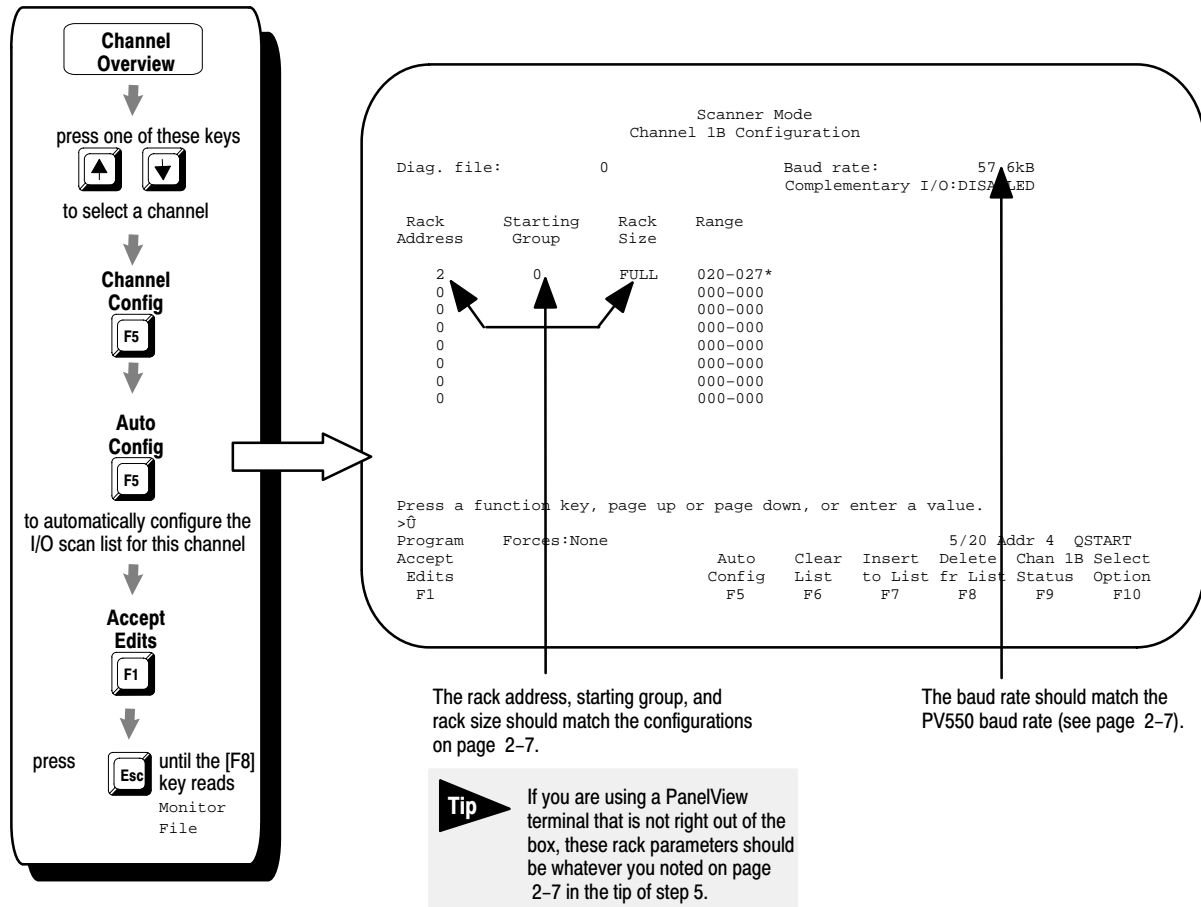 Channel
Overview
press one of these keys
to select a channel
Channel
Config
F5
Auto
Config
F5
to automatically configure the
I/O scan list for this channel
Accept
Edits
F1
press Esc until the [F8]
key reads
Monitor
File
Scanner Mode
Channel 1B Configuration
Diag. file: 0 Baud rate: 57.6kB
Complementary I/O:DISABLED
Rack Starting Rack Range
Address Group Size
2 0 FULL 020-027*
0 000-000
0 000-000
0 000-000
0 000-000
0 000-000
0 000-000
0 000-000
Press a function key, page up or page down, or enter a value.
>Û
Program Forces:None 5/20 Addr 4 QSTART
Accept Auto Clear Insert Delete Chan 1B Select
Edits Config List to List fr List Status Option
F1 F5 F6 F7 F8 F9 F10
The rack address, starting group, and
rack size should match the configurations
on page 2-7.
The baud rate should match the
PV550 baud rate (see page 2-7).
Tip
If you are using a PanelView
terminal that is not right out of the
box, these rack parameters should
be whatever you noted on page
2-7 in the tip of step 5.